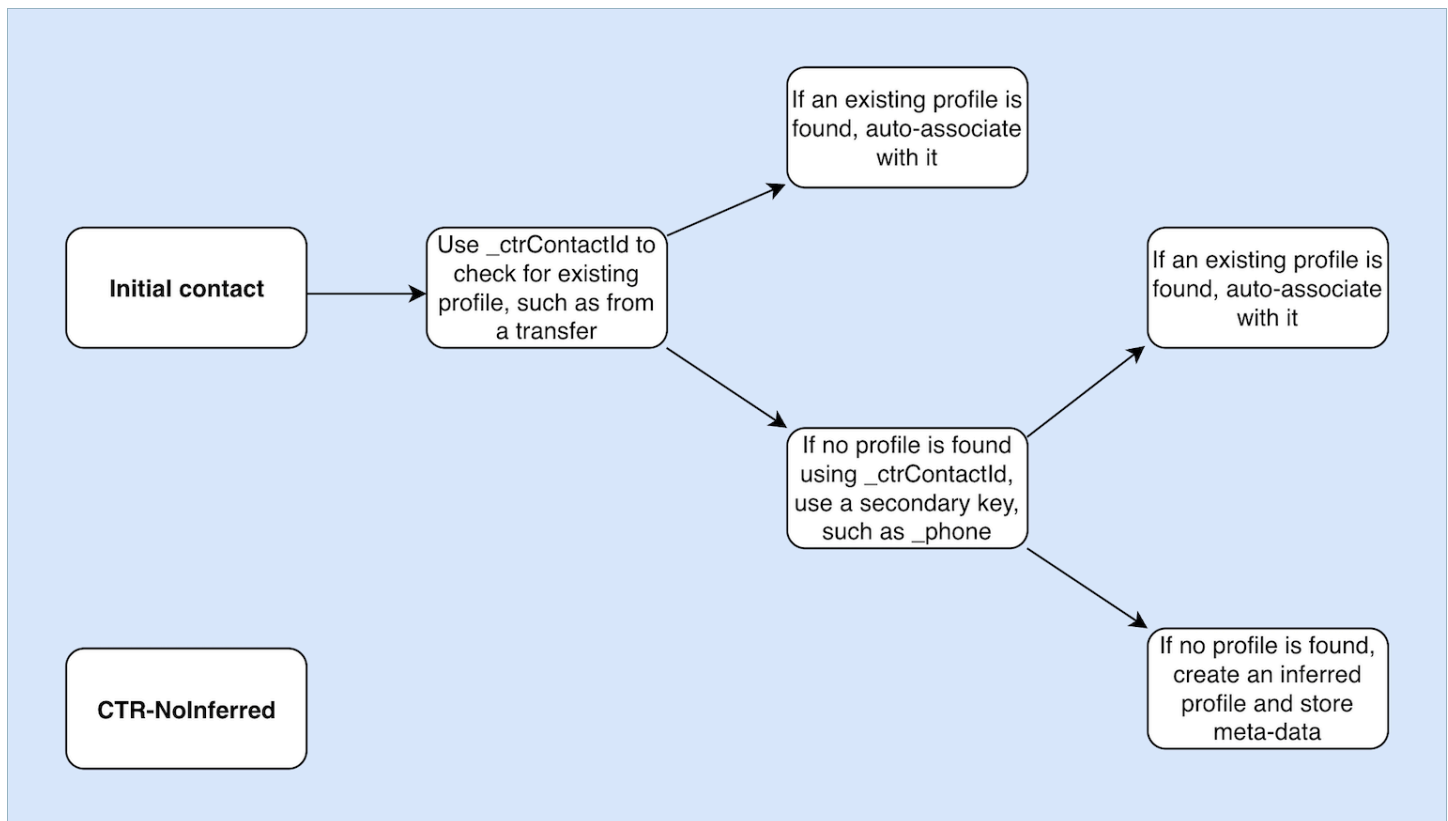 If an existing profile is
found, auto-associate
with it
Initial contact
Use _ctrContactId to
check for existing
profile, such as from
a transfer
If an existing profile is
found, auto-associate
with it
If no profile is found
using _ctrContactId,
use a secondary key,
such as _phone
CTR-NoInferred
If no profile is found,
create an inferred
profile and store
meta-data